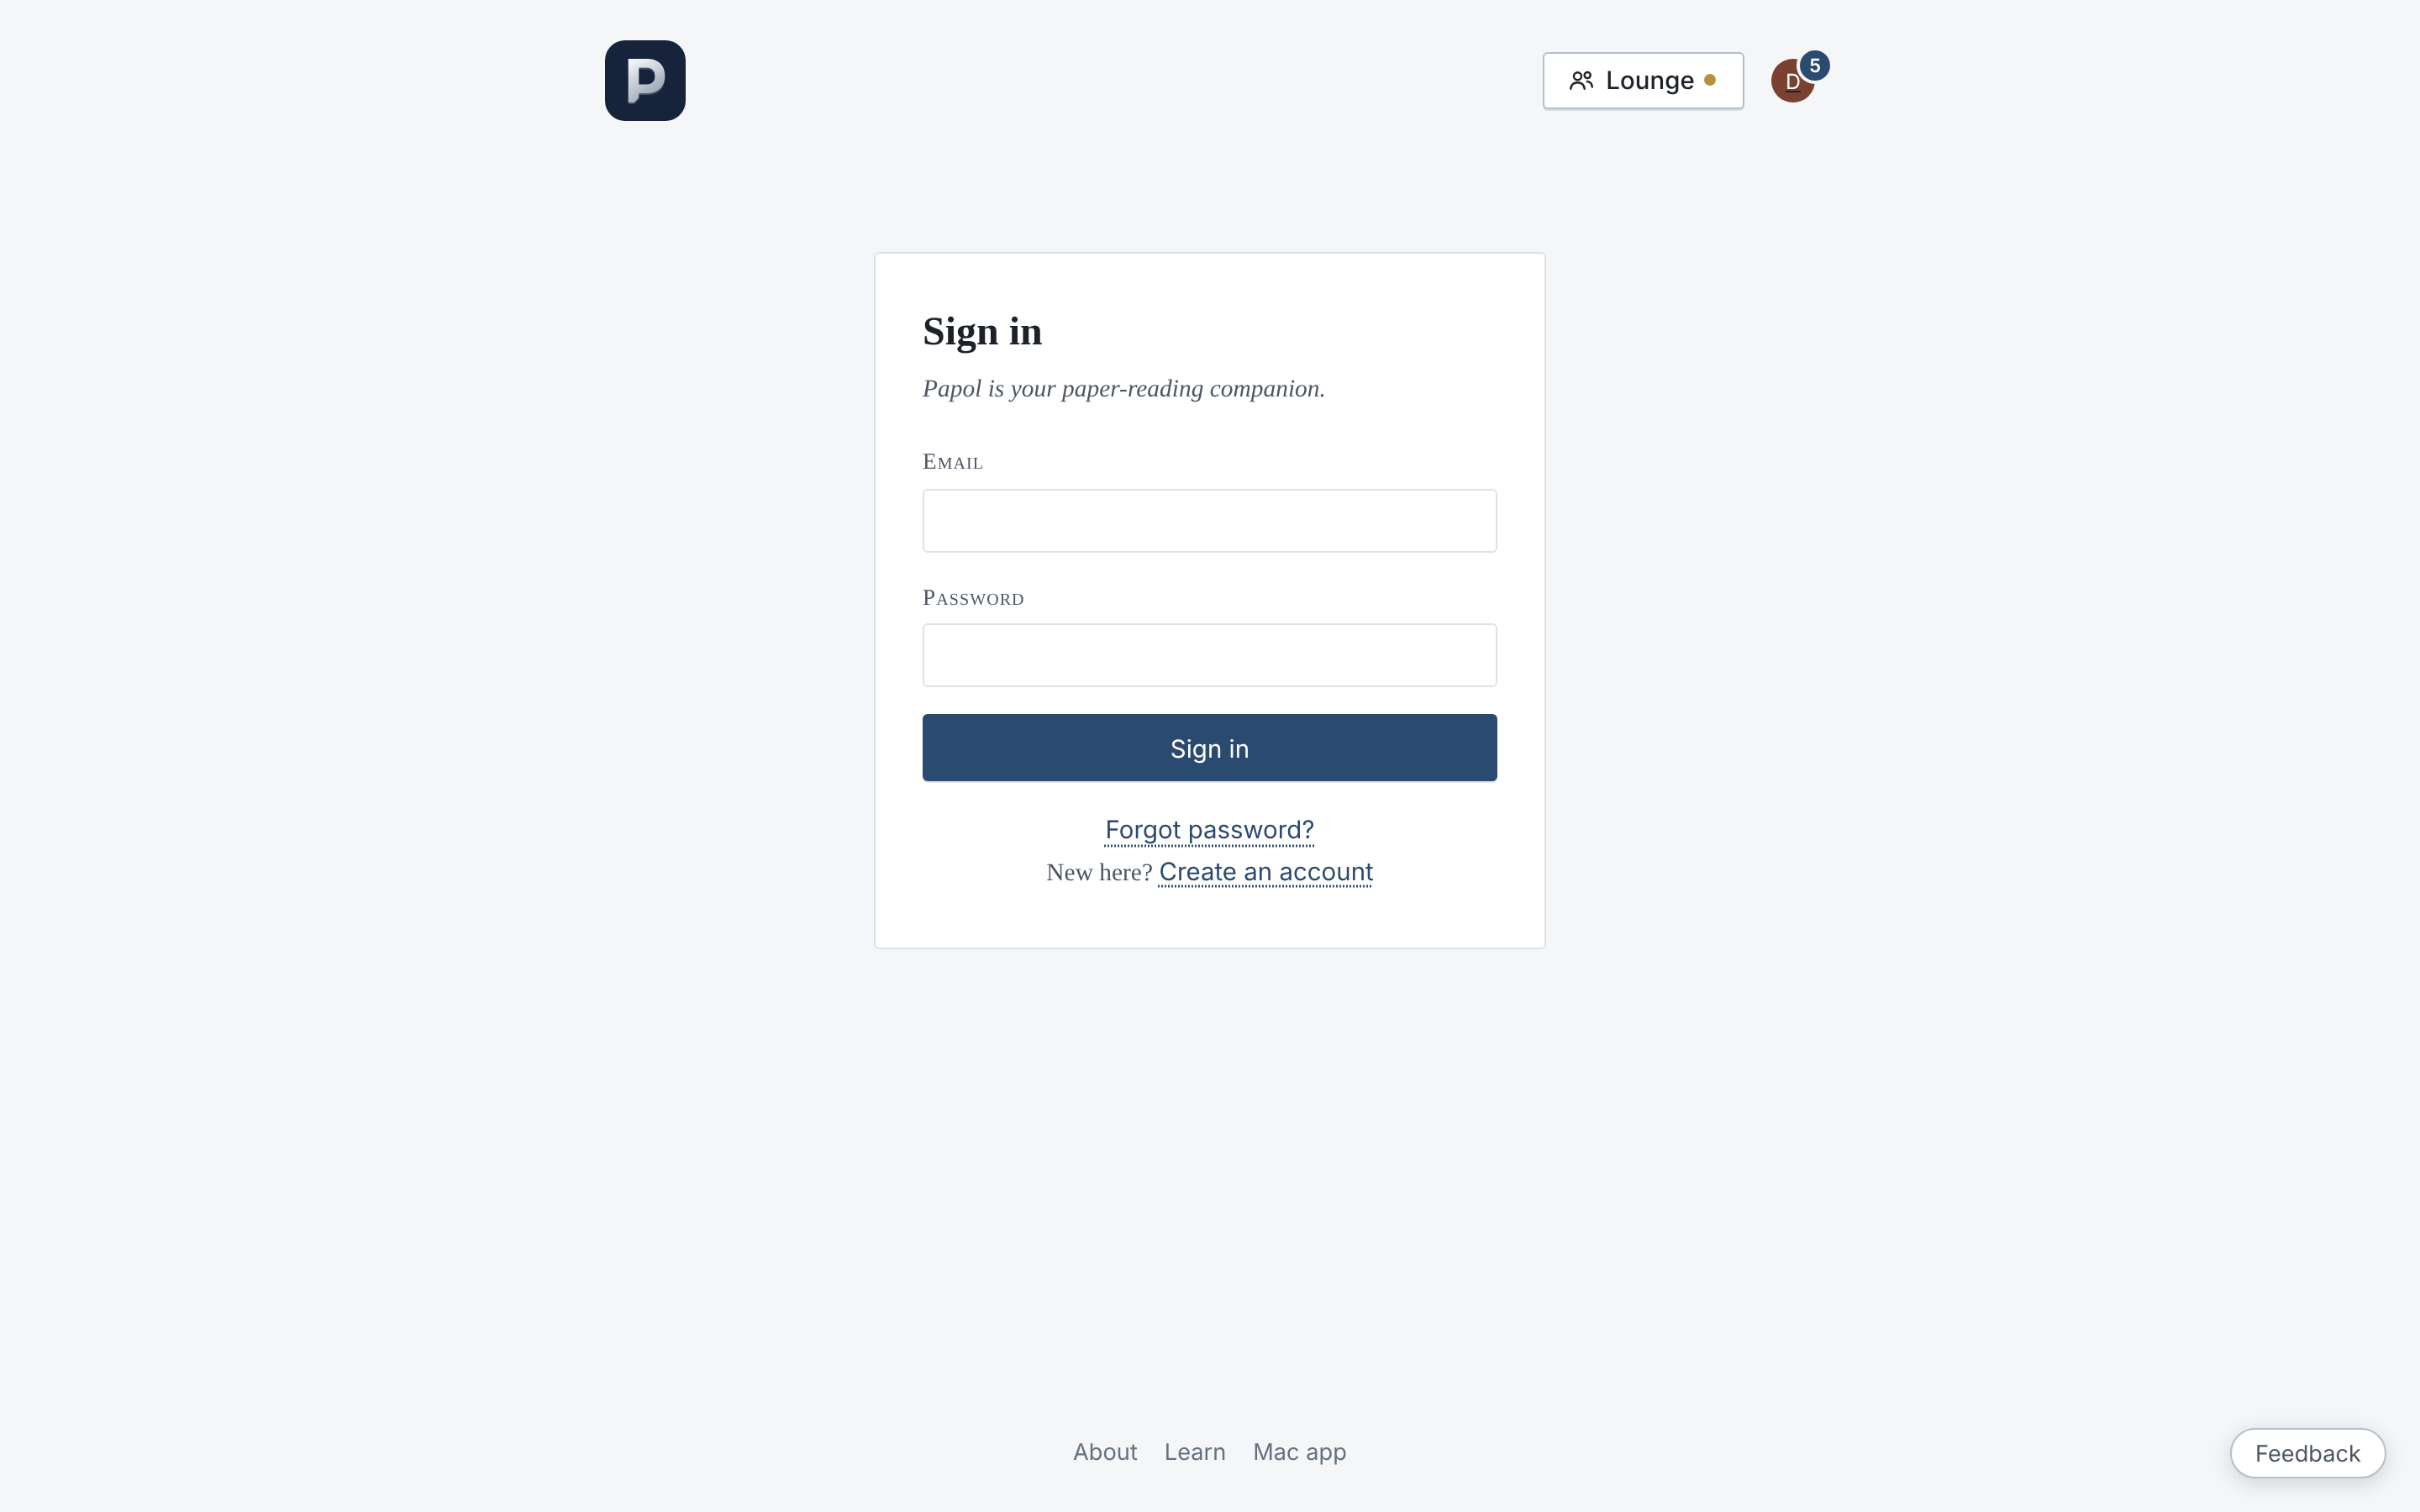 P
Lounge
D
5
Sign in
Papol is your paper-reading companion.
Email
Password
Sign in
Forgot password?
New here? Create an account
About Learn Mac app
Feedback